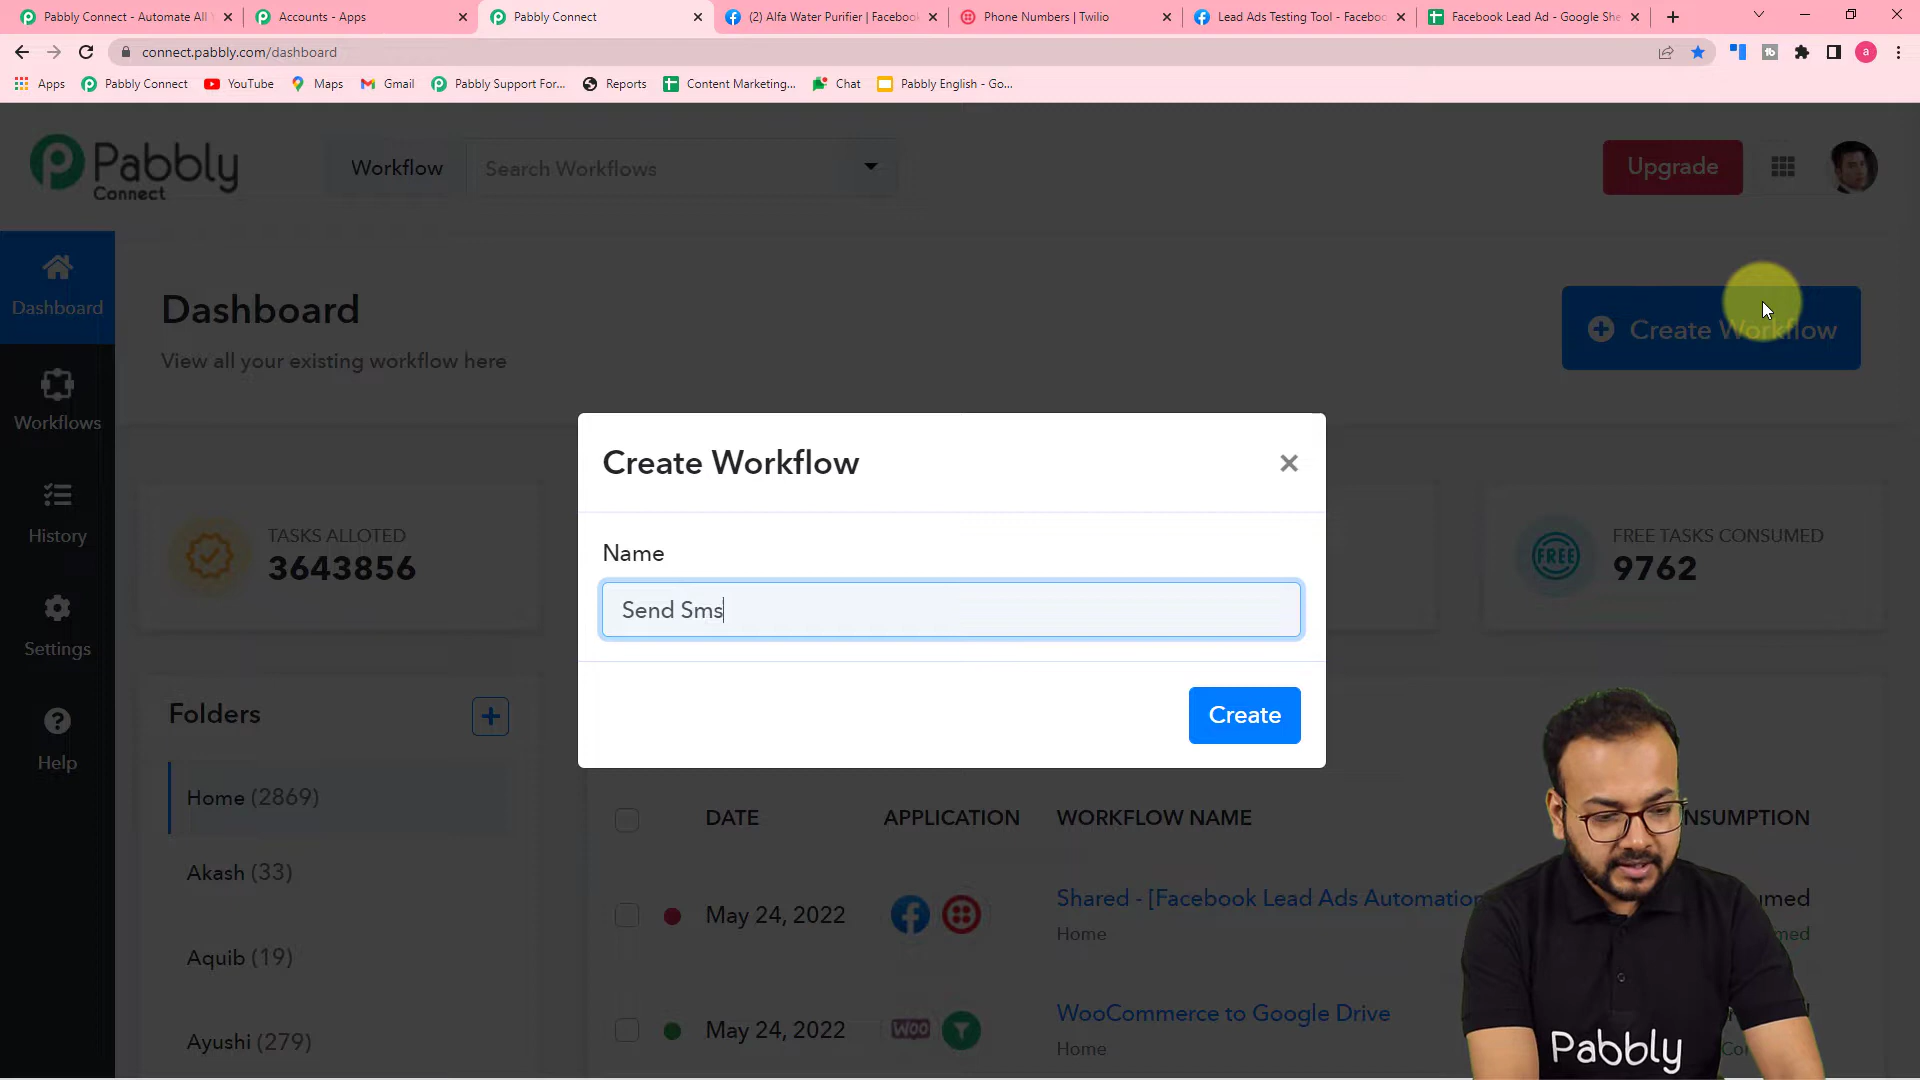 Pabbly Connect - Automate All Y
Accounts - Apps
Pabbly Connect
(2) Alfa Water Purifier | Facebook
Phone Numbers | Twilio
Lead Ads Testing Tool - Facebo
Facebook Lead Ad - Google She
connect.pabbly.com/dashboard
a
Apps
Pabbly Connect
YouTube
Maps
Gmail
Pabbly Support For...
Reports
Content Marketing...
Chat
Pabbly English - Go...
Pabbly
Connect
Workflow
Search Workflows
Upgrade
Dashboard
Workflows
History
Settings
Help
Dashboard
View all your existing workflow here
Create Workflow
TASKS ALLOTED
3643856
FREE
FREE TASKS CONSUMED
9762
Create Workflow
Name
Send Sms
Create
Folders
Home (2869)
Akash (33)
Aquib (19)
Ayushi (279)
DATE
APPLICATION
WORKFLOW NAME
NSUMPTION
May 24, 2022
Shared - [Facebook Lead Ads Automation
Home
umed
med
May 24, 2022
WOO
WooCommerce to Google Drive
Home
Pabbly